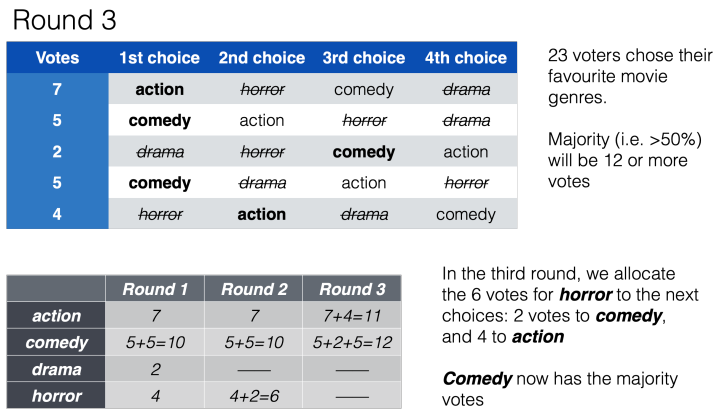 Round 3
Votes 1st choice 2nd choice 3rd choice 4th choice
7 action horror comedy drama
5 comedy action horror drama
2 drama horror comedy action
5 comedy drama action horror
4 horror action drama comedy
23 voters chose their
favourite movie
genres.
Majority (i.e. >50%)
will be 12 or more
votes
Round 1 Round 2 Round 3
action 7 7 7+4=11
comedy 5+5=10 5+5=10 5+2+5=12
drama 2 —— ——
horror 4 4+2=6 ——
In the third round, we allocate
the 6 votes for horror to the next
choices: 2 votes to comedy,
and 4 to action
Comedy now has the majority
votes